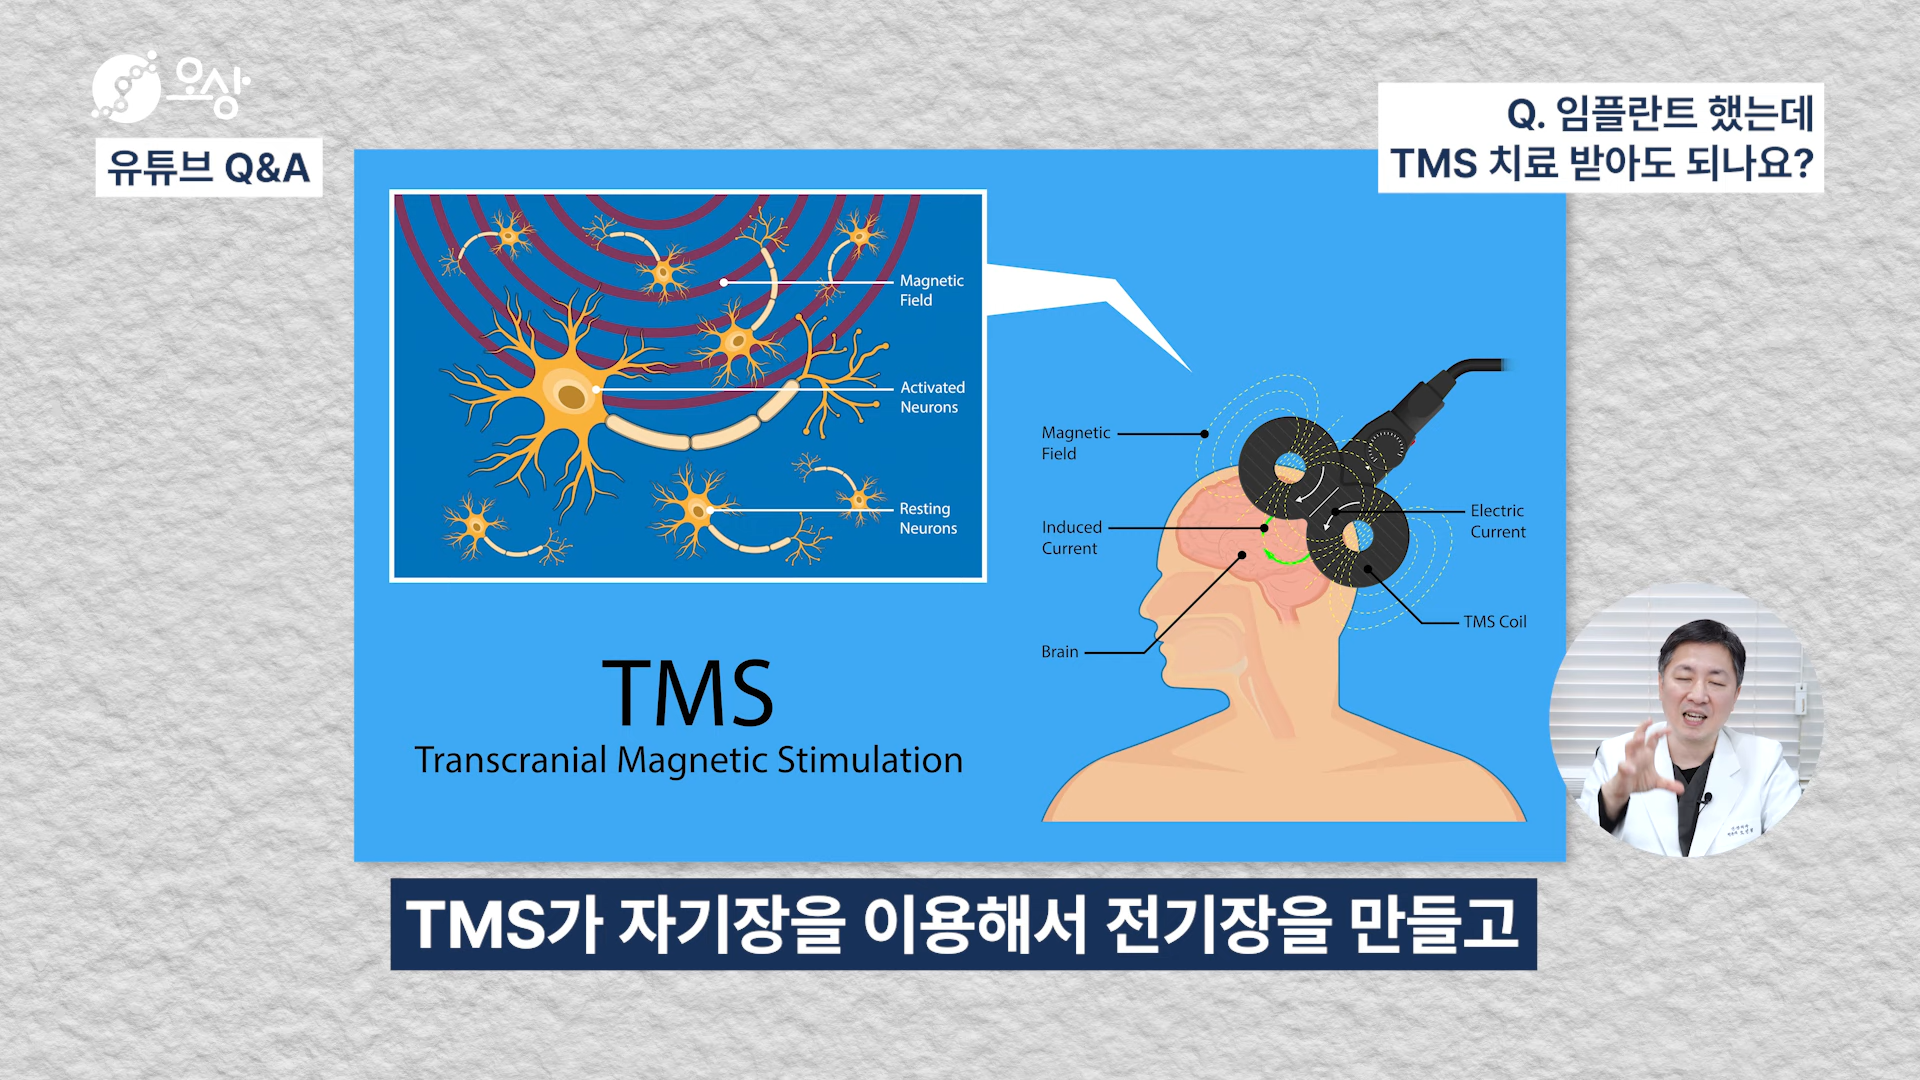 오상
유튜브 Q&A
Q. 임플란트 했는데
TMS 치료 받아도 되나요?
Magnetic
Field
Activated
Neurons
Resting
Neurons
Magnetic
Field
Induced
Current
Brain
Electric
Current
TMS Coil
TMS
Transcranial Magnetic Stimulation
TMS가 자기장을 이용해서 전기장을 만들고